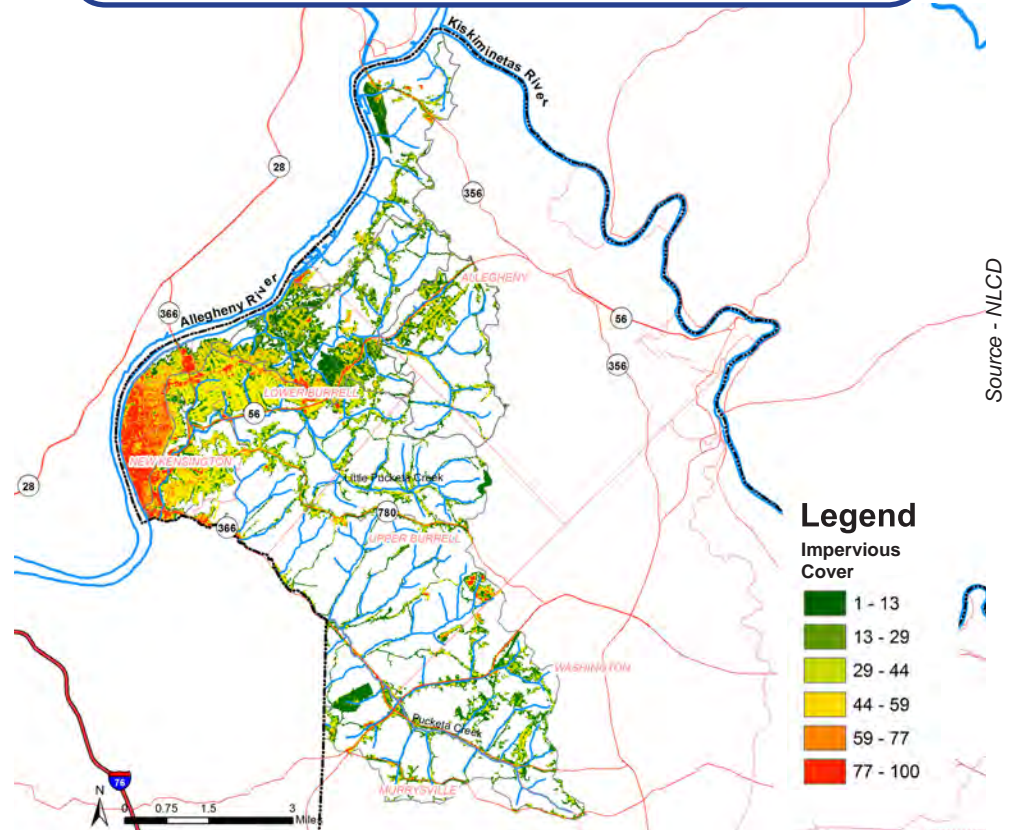 Kiskiminetas River
28
356
ALLEGHENY
Allegheny River
366
56
356
Source - NLCD
LOWER BURRELL
56
NEW KENSINGTON
Little Pucketa Creek
28
366
780
UPPER BURRELL
Legend
Impervious
Cover
1 - 13
13 - 29
29 - 44
44 - 59
59 - 77
77 - 100
WASHINGTON
Pucketa Creek
76
MURRYSVILLE
N
0 0.75 1.5 3
Miles